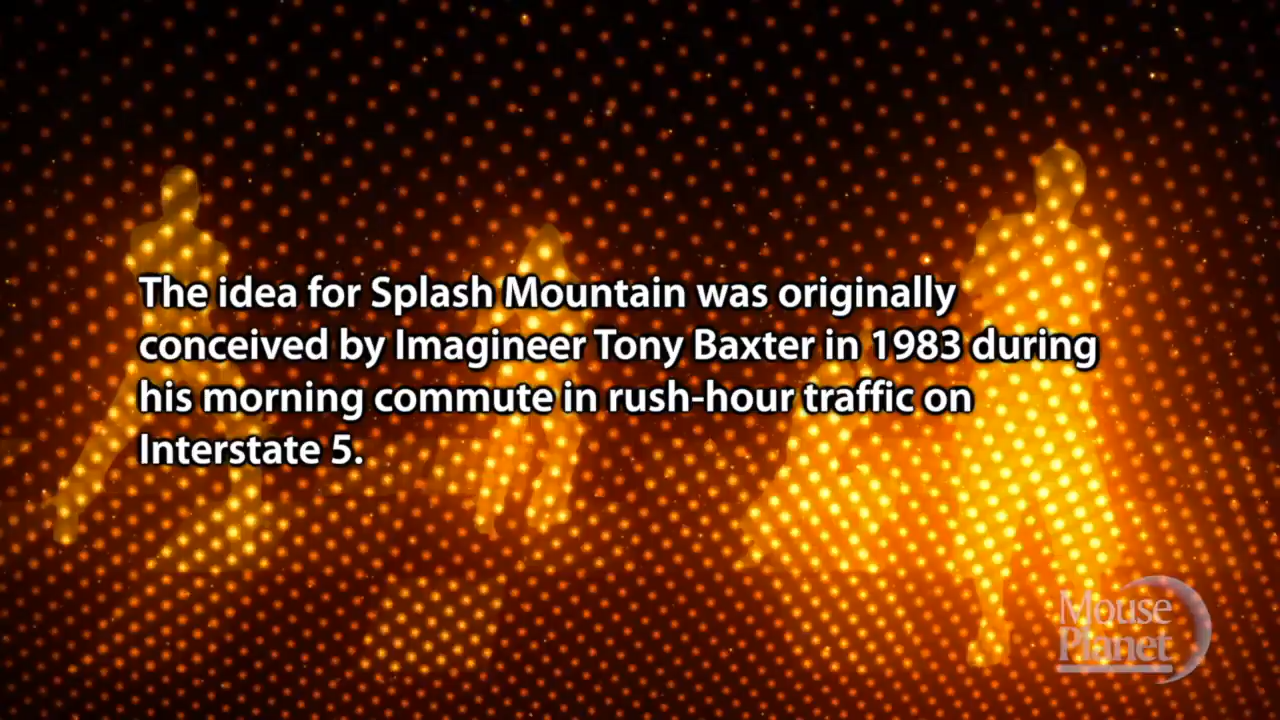 The idea for Splash Mountain was originally
conceived by Imagineer Tony Baxter in 1983 during
his morning commute in rush-hour traffic on
Interstate 5.
Mouse
Planet